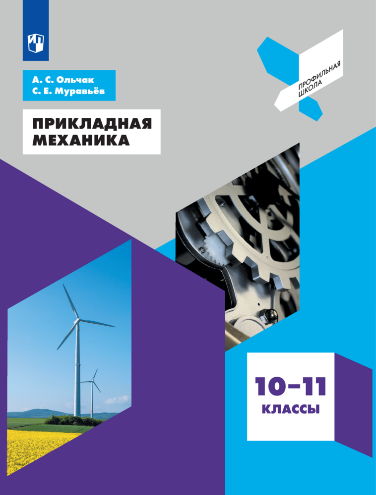 А. С. Ольчак
С. Е. Муравьёв
ПРИКЛАДНАЯ
МЕХАНИКА
ПРОФИЛЬНАЯ
ШКОЛА
10–11
КЛАССЫ